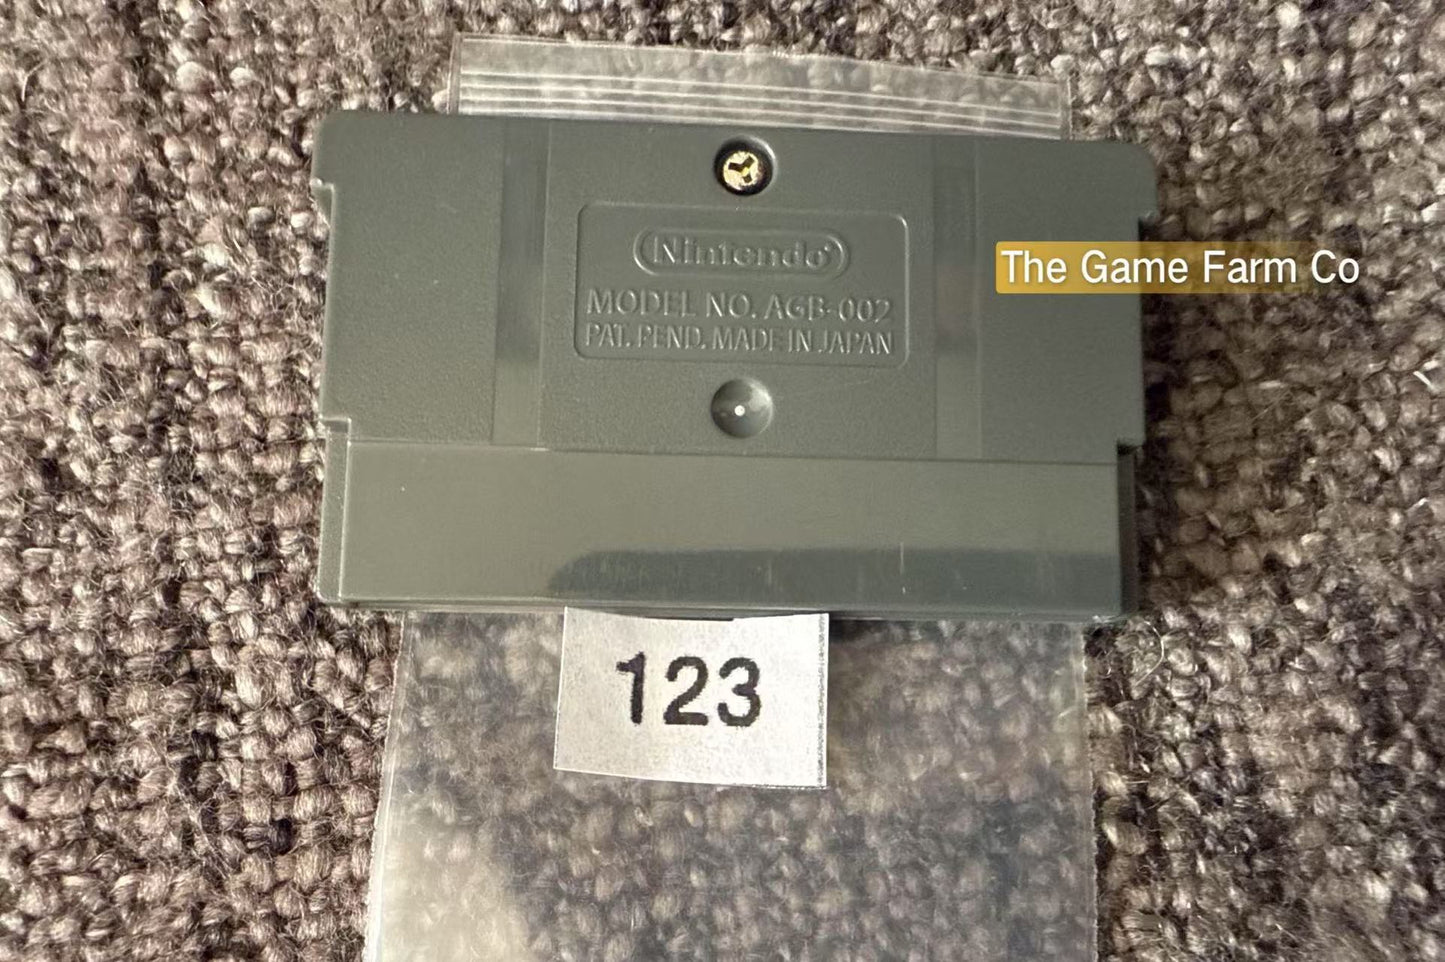 Nintendo®
MODEL NO. AGB-002
PAT. PEND. MADE IN JAPAN
The Game Farm Co
123